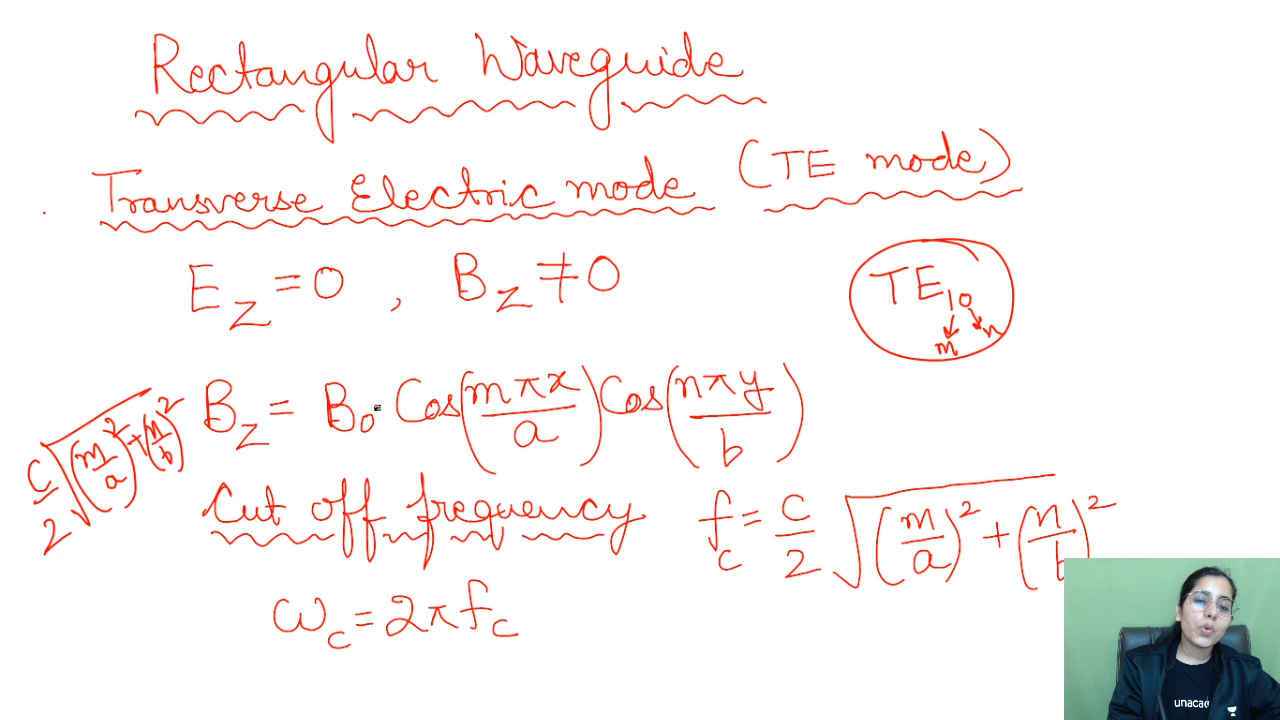 Rectangular Waveguide
Transverse Electric mode (TE mode)
E_z = 0 , B_z ≠ 0
TE_10
m n
B_z = B_0 Cos(mπx/a) Cos(nπy/b)
c/2 √((m/a)^2 + (n/b)^2)
Cut off frequency f_c = c/2 √((m/a)^2 + (n/b)^2)
ω_c = 2π f_c
unacad